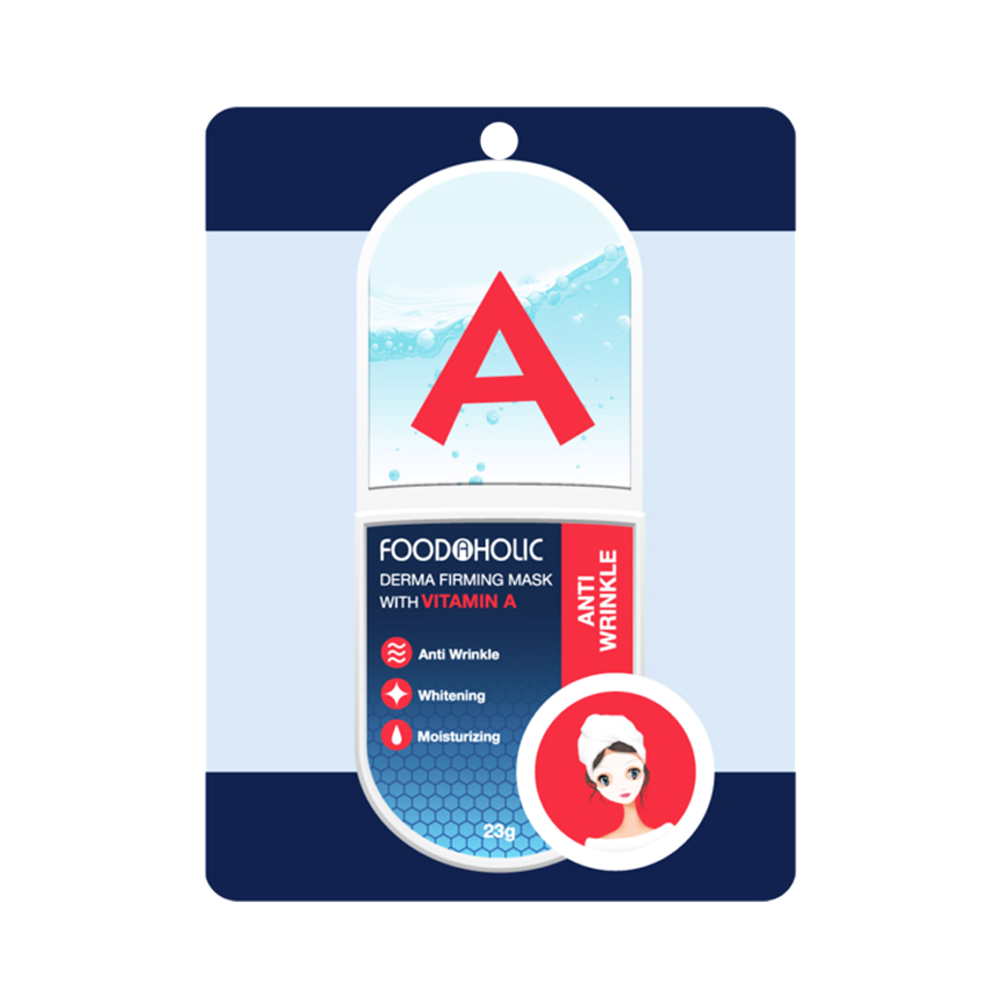 A
FOODAHOLIC
DERMA FIRMING MASK
WITH VITAMIN A
ANTI
WRINKLE
Anti Wrinkle
Whitening
Moisturizing
23g